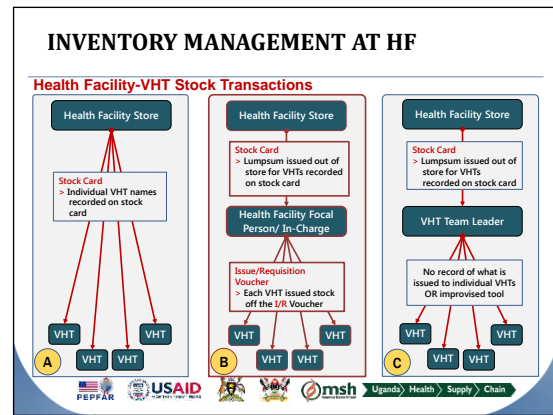 INVENTORY MANAGEMENT AT HF
Health Facility-VHT Stock Transactions
Health Facility Store
Stock Card
> Individual VHT names
recorded on stock
card
VHT
VHT
VHT
VHT
A
Health Facility Store
Stock Card
> Lumpsum issued out of
store for VHTs recorded
on stock card
Health Facility Focal
Person/ In-Charge
Issue/Requisition
Voucher
> Each VHT issued stock
off the I/R Voucher
VHT
VHT
VHT
VHT
B
Health Facility Store
Stock Card
> Lumpsum issued out of
store for VHTs
recorded on stock card
VHT Team Leader
No record of what is
issued to individual VHTs
OR improvised tool
VHT
VHT
VHT
VHT
C
PEPFAR
USAID
msh
Uganda Health Supply Chain